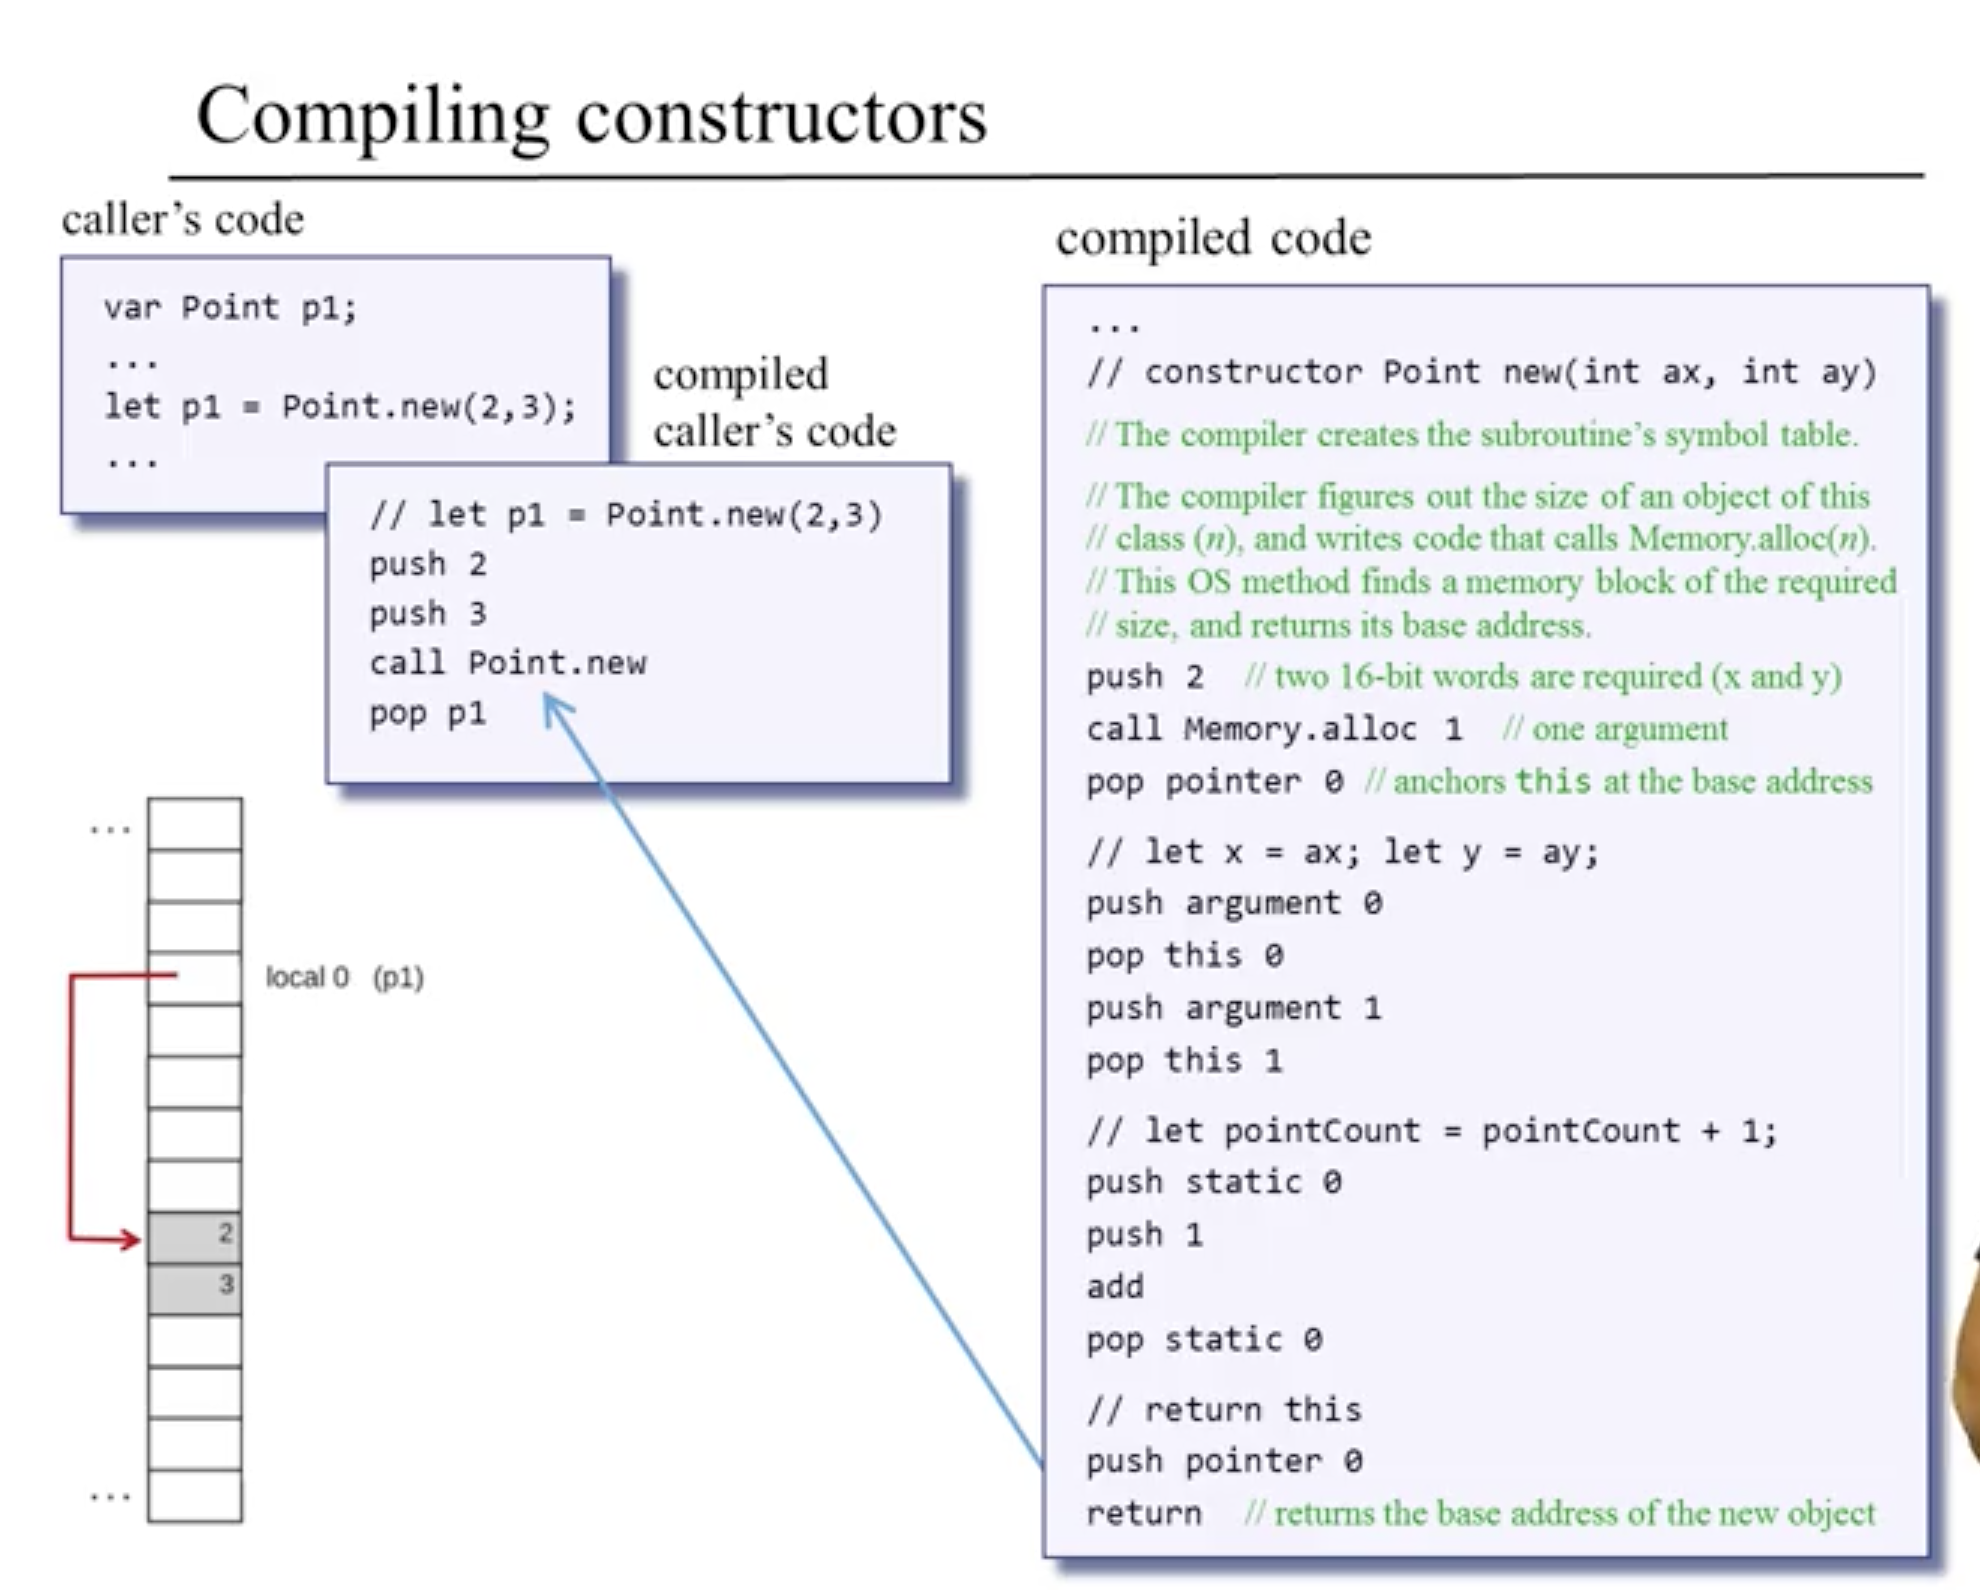 Compiling constructors
caller's code
var Point p1;
...
let p1 = Point.new(2,3);
...
compiled
caller's code
// let p1 = Point.new(2,3)
push 2
push 3
call Point.new
pop p1
...
local 0 (p1)
2
3
...
compiled code
...
// constructor Point new(int ax, int ay)
// The compiler creates the subroutine's symbol table.
// The compiler figures out the size of an object of this
// class (n), and writes code that calls Memory.alloc(n).
// This OS method finds a memory block of the required
// size, and returns its base address.
push 2 // two 16-bit words are required (x and y)
call Memory.alloc 1 // one argument
pop pointer 0 // anchors this at the base address
// let x = ax; let y = ay;
push argument 0
pop this 0
push argument 1
pop this 1
// let pointCount = pointCount + 1;
push static 0
push 1
add
pop static 0
// return this
push pointer 0
return // returns the base address of the new object